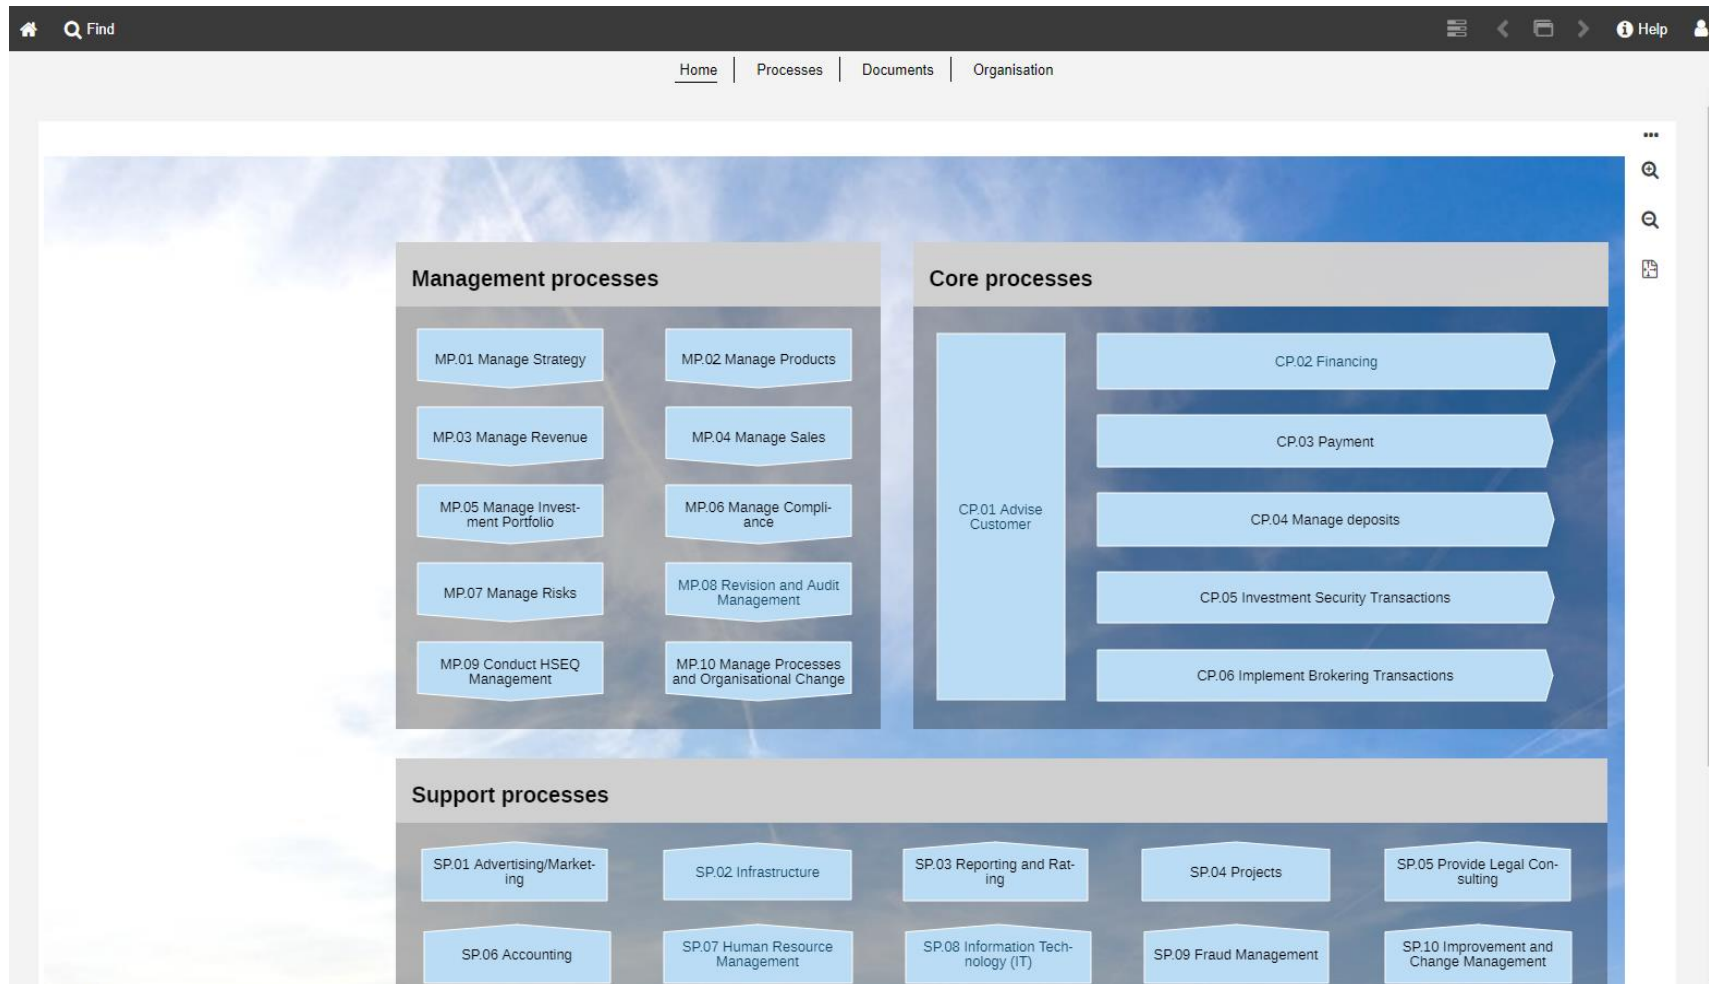 Find
Help
Home
Processes
Documents
Organisation
Management processes
MP.01 Manage Strategy
MP.02 Manage Products
MP.03 Manage Revenue
MP.04 Manage Sales
MP.05 Manage Invest-
ment Portfolio
MP.06 Manage Compli-
ance
MP.07 Manage Risks
MP.08 Revision and Audit
Management
MP.09 Conduct HSEQ
Management
MP.10 Manage Processes
and Organisational Change
Core processes
CP.01 Advise
Customer
CP.02 Financing
CP.03 Payment
CP.04 Manage deposits
CP.05 Investment Security Transactions
CP.06 Implement Brokering Transactions
Support processes
SP.01 Advertising/Market-
ing
SP.02 Infrastructure
SP.03 Reporting and Rat-
ing
SP.04 Projects
SP.05 Provide Legal Con-
sulting
SP.06 Accounting
SP.07 Human Resource
Management
SP.08 Information Tech-
nology (IT)
SP.09 Fraud Management
SP.10 Improvement and
Change Management